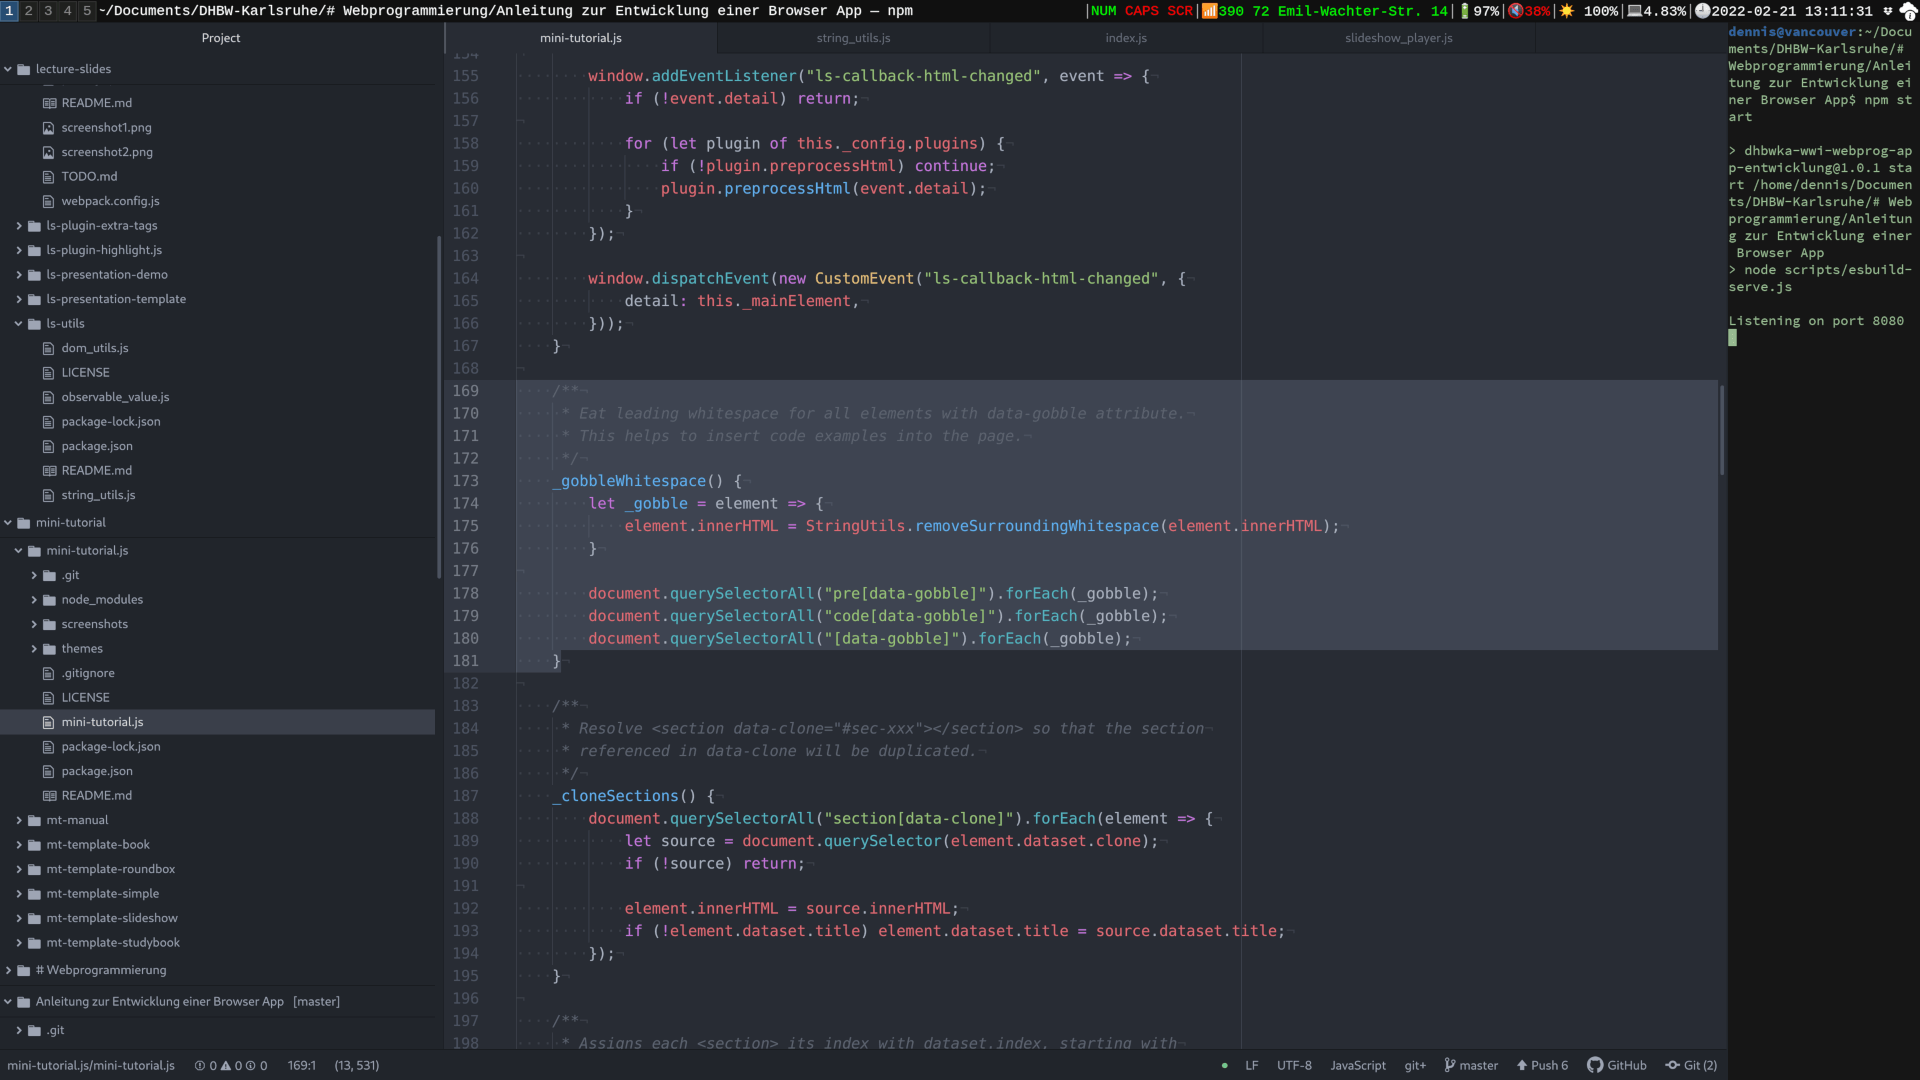 1 2 3 4 5 ~/Documents/DHBW-Karlsruhe/# Webprogrammierung/Anleitung zur Entwicklung einer Browser App — npm
|NUM CAPS SCR| 390 72 Emil-Wachter-Str. 14| 97%| 38%| 100%| 4.83%| 2022-02-21 13:11:31
Project
lecture-slides
README.md
screenshot1.png
screenshot2.png
TODO.md
webpack.config.js
ls-plugin-extra-tags
ls-plugin-highlight.js
ls-presentation-demo
ls-presentation-template
ls-utils
dom_utils.js
LICENSE
observable_value.js
package-lock.json
package.json
README.md
string_utils.js
mini-tutorial
mini-tutorial.js
.git
node_modules
screenshots
themes
.gitignore
LICENSE
mini-tutorial.js
package-lock.json
package.json
README.md
mt-manual
mt-template-book
mt-template-roundbox
mt-template-simple
mt-template-slideshow
mt-template-studybook
# Webprogrammierung
Anleitung zur Entwicklung einer Browser App [master]
.git
mini-tutorial.js string_utils.js index.js slideshow_player.js
154
155 window.addEventListener("ls-callback-html-changed", event => {
156 if (!event.detail) return;
157
158 for (let plugin of this._config.plugins) {
159 if (!plugin.preprocessHtml) continue;
160 plugin.preprocessHtml(event.detail);
161 }
162 });
163
164 window.dispatchEvent(new CustomEvent("ls-callback-html-changed", {
165 detail: this._mainElement,
166 }));
167 }
168
169 /**
170 * Eat leading whitespace for all elements with data-gobble attribute.
171 * This helps to insert code examples into the page.
172 */
173 _gobbleWhitespace() {
174 let _gobble = element => {
175 element.innerHTML = StringUtils.removeSurroundingWhitespace(element.innerHTML);
176 }
177
178 document.querySelectorAll("pre[data-gobble]").forEach(_gobble);
179 document.querySelectorAll("code[data-gobble]").forEach(_gobble);
180 document.querySelectorAll("[data-gobble]").forEach(_gobble);
181 }
182
183 /**
184 * Resolve <section data-clone="#sec-xxx"></section> so that the section
185 * referenced in data-clone will be duplicated.
186 */
187 _cloneSections() {
188 document.querySelectorAll("section[data-clone]").forEach(element => {
189 let source = document.querySelector(element.dataset.clone);
190 if (!source) return;
191
192 element.innerHTML = source.innerHTML;
193 if (!element.dataset.title) element.dataset.title = source.dataset.title;
194 });
195 }
196
197 /**
198 * Assigns each <section> its index with dataset.index, starting with
dennis@vancouver:~/Docu
ments/DHBW-Karlsruhe/#
Webprogrammierung/Anlei
tung zur Entwicklung ei
ner Browser App$ npm st
art
> dhbwka-wwi-webprog-ap
p-entwicklung@1.0.1 sta
rt /home/dennis/Documen
ts/DHBW-Karlsruhe/# Web
programmierung/Anleitun
g zur Entwicklung einer
Browser App
> node scripts/esbuild-
serve.js
Listening on port 8080
mini-tutorial.js/mini-tutorial.js 0 0 0 169:1 (13, 531)
LF UTF-8 JavaScript git+ master Push 6 GitHub Git (2)